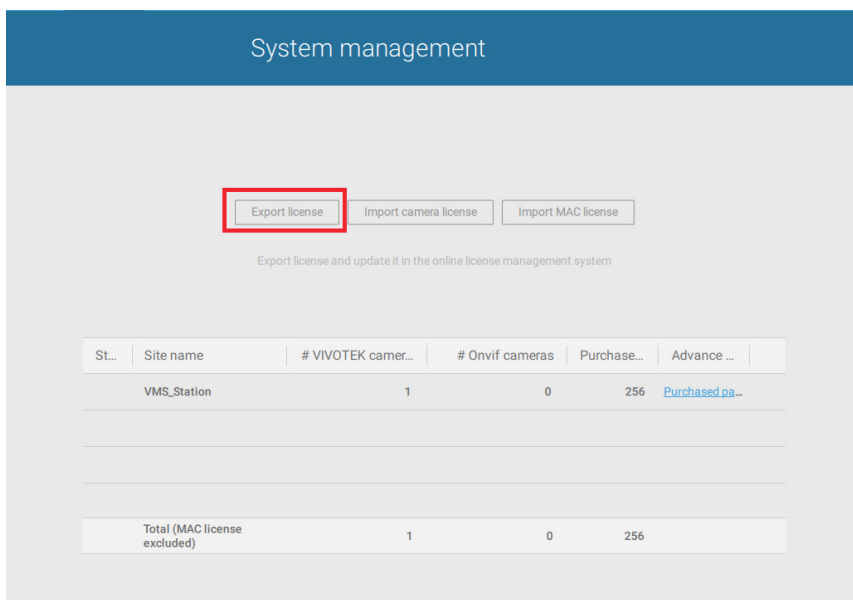 System management
Export license Import camera license Import MAC license
Export license and update it in the online license management system
St... Site name # VIVOTEK camer... # Onvif cameras Purchase... Advance ...
VMS_Station 1 0 256 Purchased pa...
Total (MAC license
excluded) 1 0 256